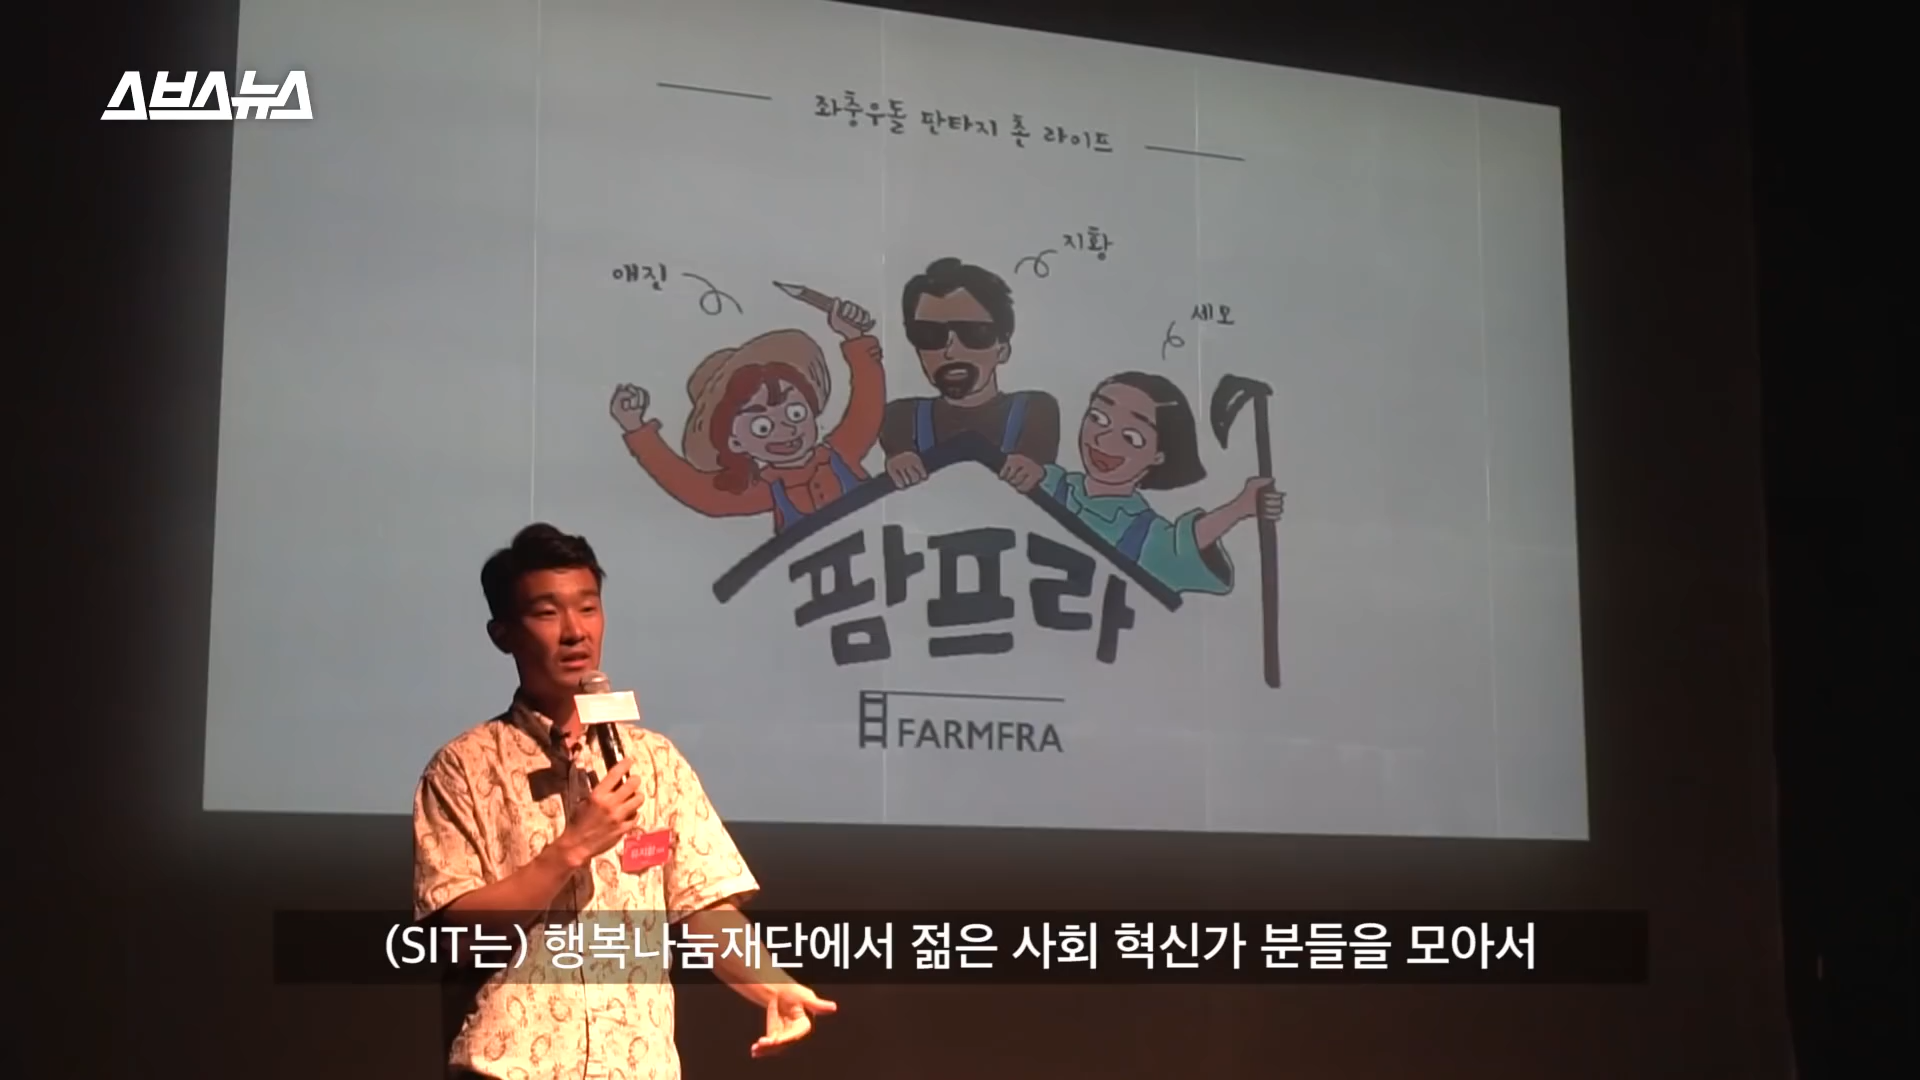 스브스뉴스
좌충우돌 판타지 촌 라이프
지황
애진
세모
팜프라
FARMFRA
(SIT는) 행복나눔재단에서 젊은 사회 혁신가 분들을 모아서